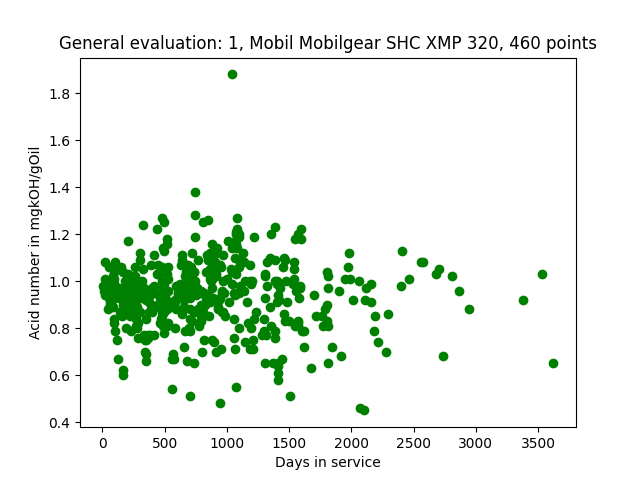 General evaluation: 1, Mobil Mobilgear SHC XMP 320, 460 points
Acid number in mgkOH/gOil
1.8
1.6
1.4
1.2
1.0
0.8
0.6
0.4
0 500 1000 1500 2000 2500 3000 3500
Days in service